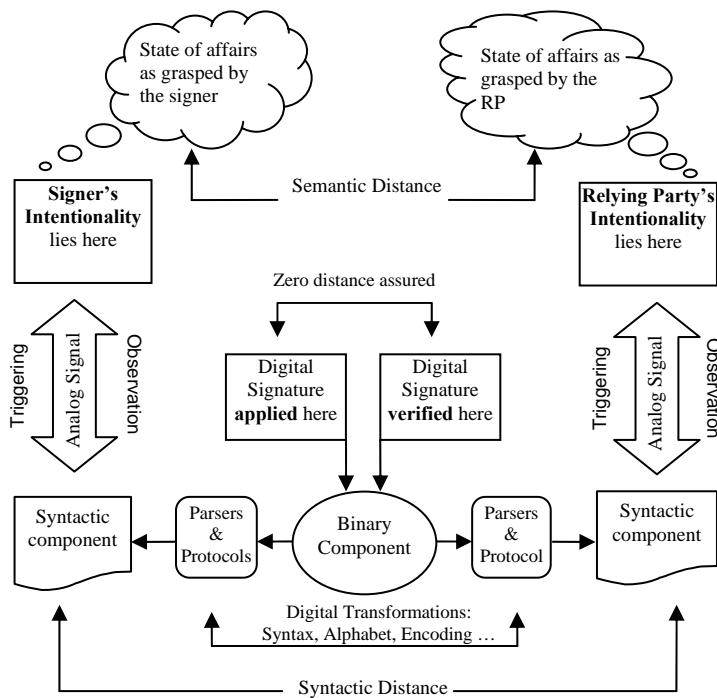 State of affairs
as grasped by
the signer
State of affairs as
grasped by the
RP
Semantic Distance
Signer's
Intentionality
lies here
Relying Party's
Intentionality
lies here
Zero distance assured
Triggering
Analog Signal
Observation
Digital
Signature
applied here
Digital
Signature
verified here
Triggering
Analog Signal
Observation
Syntactic
component
Parsers
&
Protocols
Binary
Component
Parsers
&
Protocol
Syntactic
component
Digital Transformations:
Syntax, Alphabet, Encoding …
Syntactic Distance